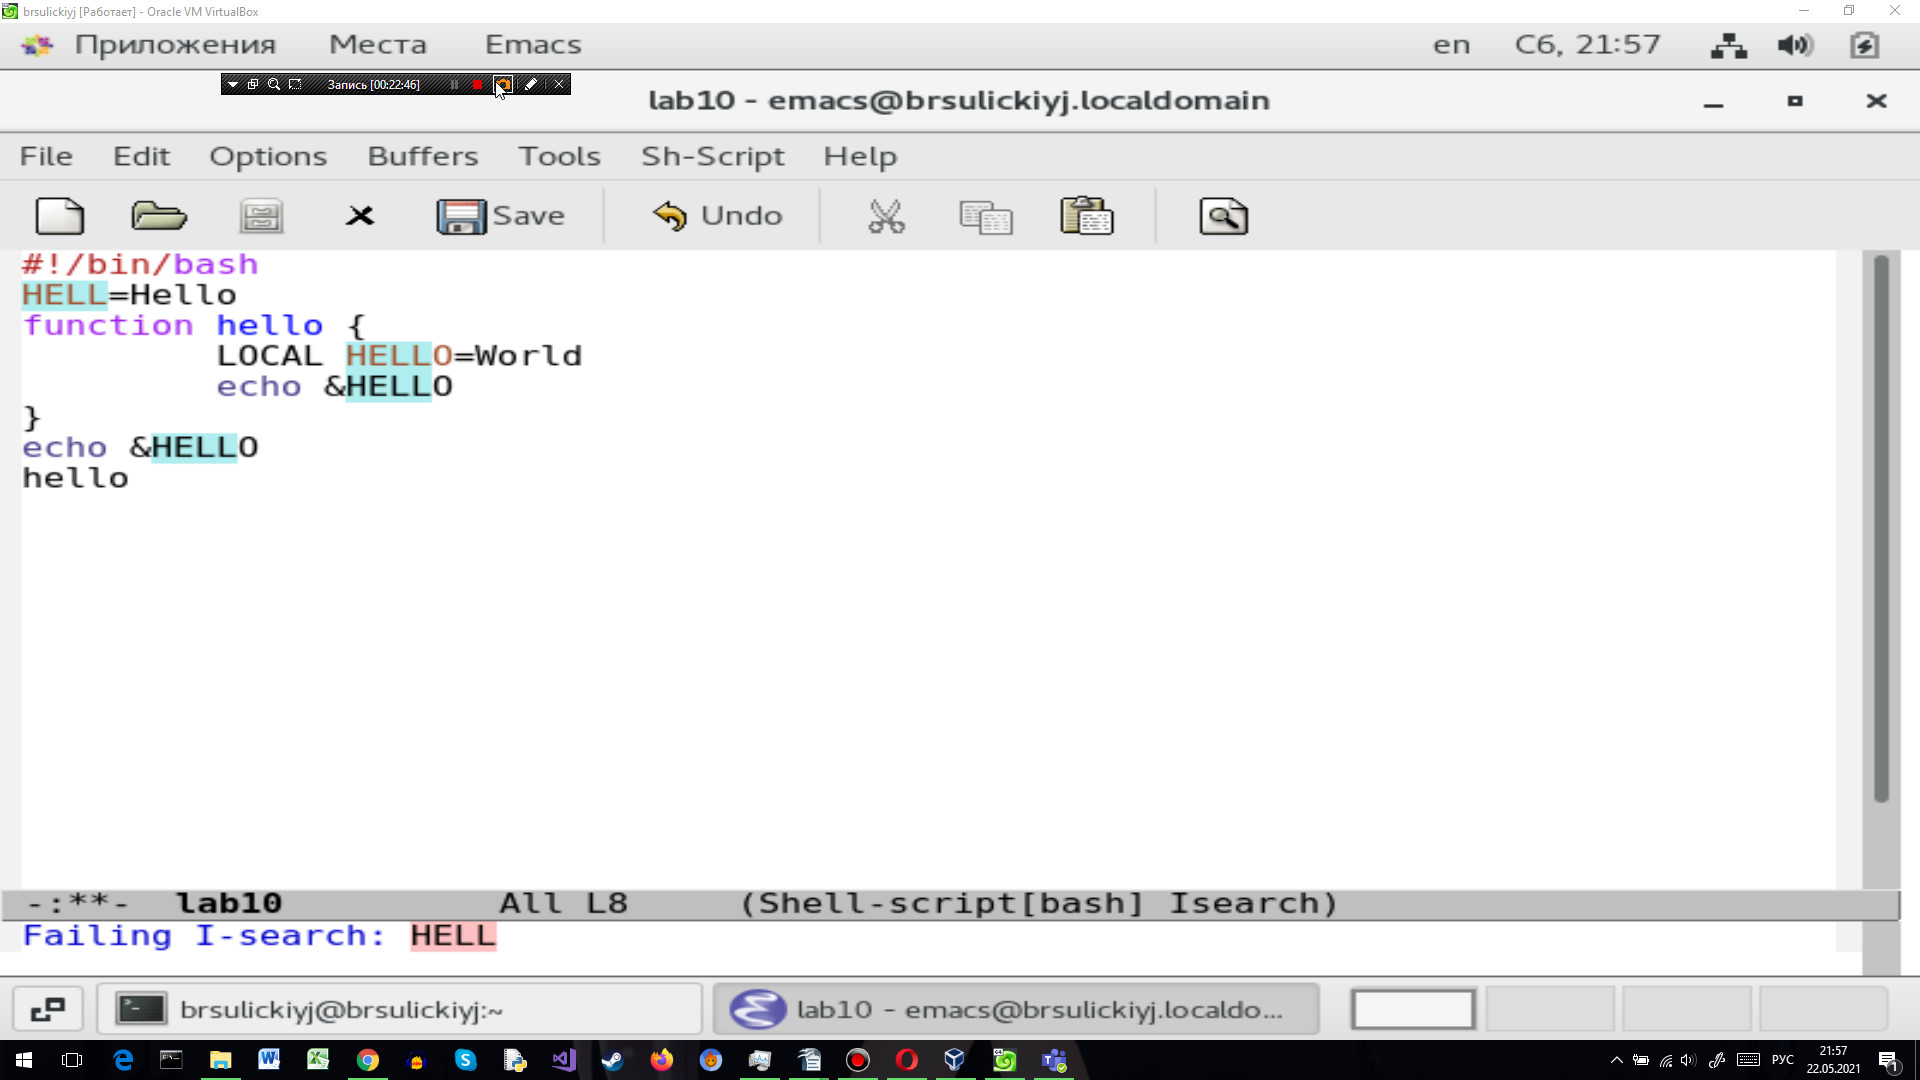 brsulickiyj [Работает] - Oracle VM VirtualBox
Приложения Места Emacs en Сб, 21:57
Запись [00:22:46]
lab10 - emacs@brsulickiyj.localdomain
File Edit Options Buffers Tools Sh-Script Help
Save Undo
#!/bin/bash
HELL=Hello
function hello {
LOCAL HELLO=World
echo &HELLO
}
echo &HELLO
hello
-:**- lab10 All L8 (Shell-script[bash] Isearch)
Failing I-search: HELL
brsulickiyj@brsulickiyj:~ lab10 - emacs@brsulickiyj.localdo...
РУС 21:57
22.05.2021
1